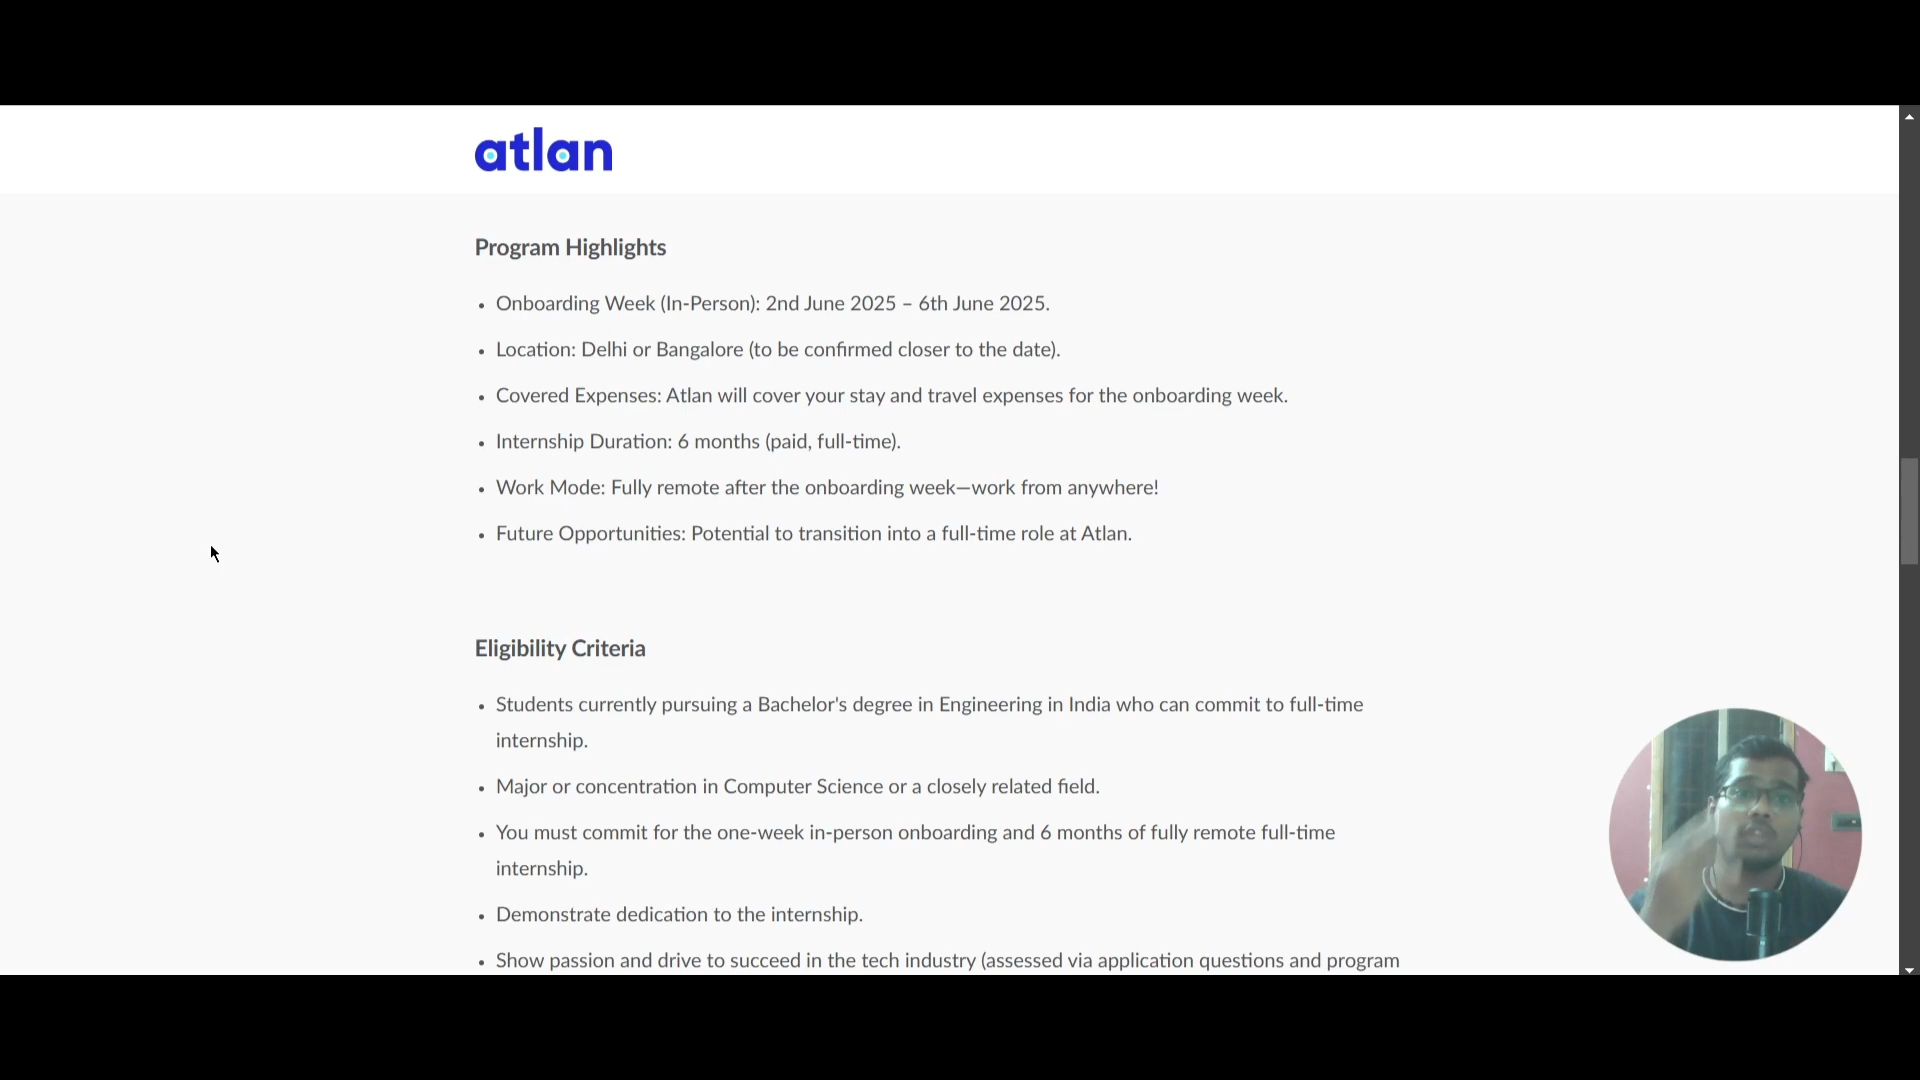 atlan
Program Highlights
• Onboarding Week (In-Person): 2nd June 2025 – 6th June 2025.
• Location: Delhi or Bangalore (to be confirmed closer to the date).
• Covered Expenses: Atlan will cover your stay and travel expenses for the onboarding week.
• Internship Duration: 6 months (paid, full-time).
• Work Mode: Fully remote after the onboarding week—work from anywhere!
• Future Opportunities: Potential to transition into a full-time role at Atlan.
Eligibility Criteria
• Students currently pursuing a Bachelor's degree in Engineering in India who can commit to full-time
internship.
• Major or concentration in Computer Science or a closely related field.
• You must commit for the one-week in-person onboarding and 6 months of fully remote full-time
internship.
• Demonstrate dedication to the internship.
• Show passion and drive to succeed in the tech industry (assessed via application questions and program